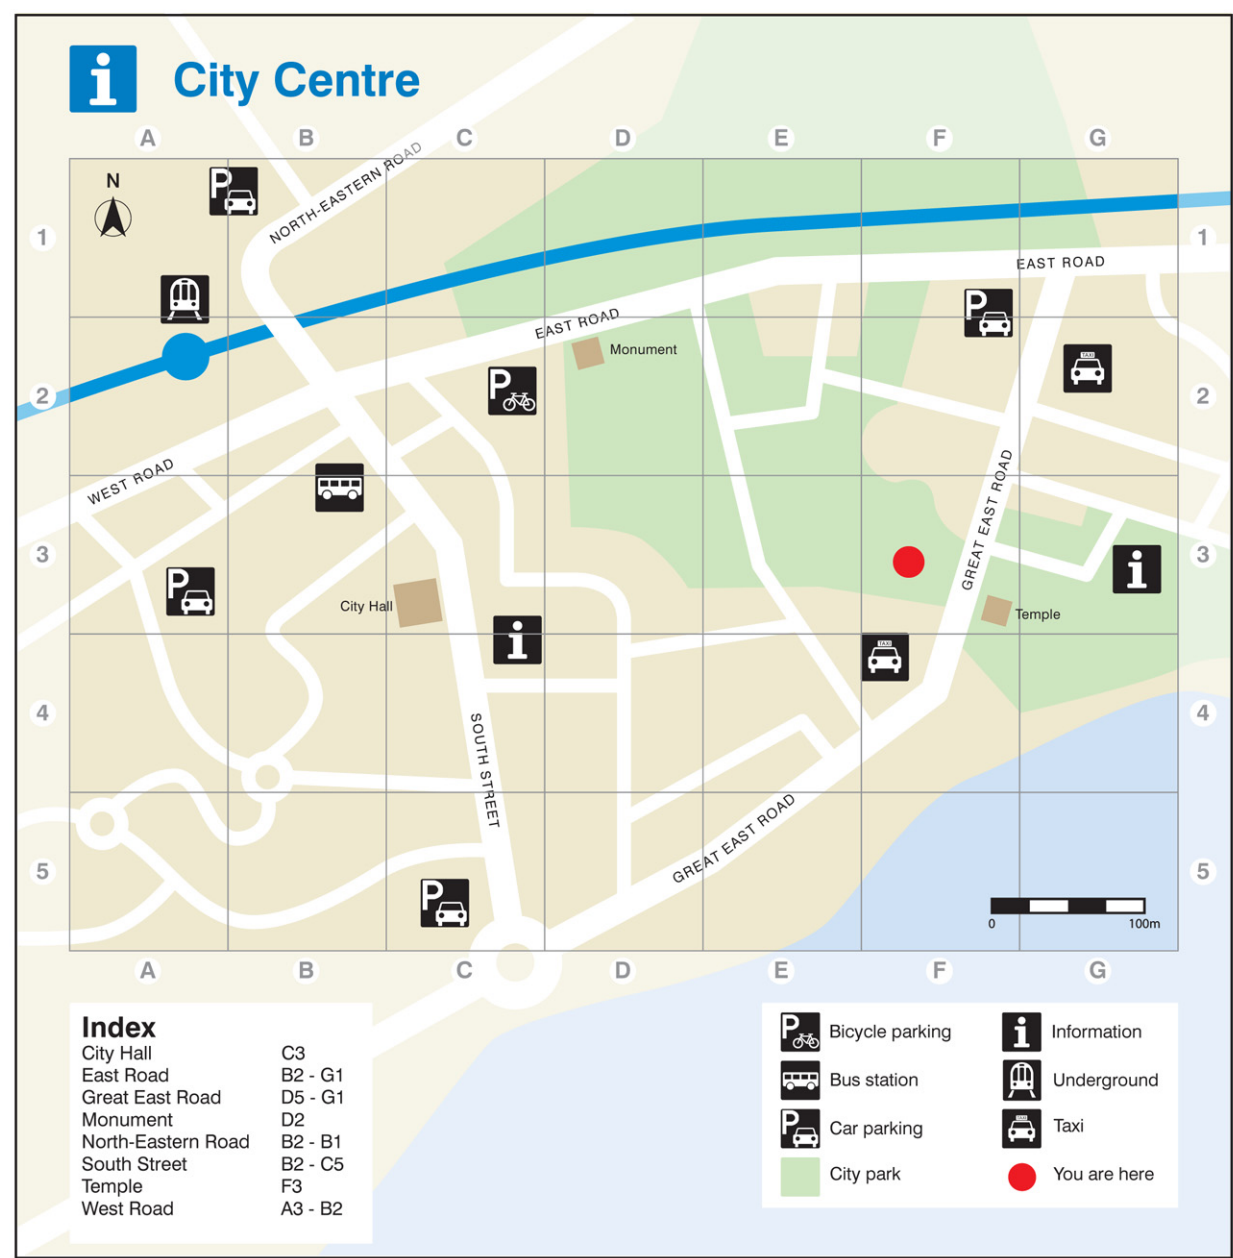 City Centre
A B C D E F G
N
NORTH-EASTERN ROAD
1 1
EAST ROAD
EAST ROAD
Monument
TAXI
2 2
WEST ROAD
GREAT EAST ROAD
3 3
City Hall
Temple
TAXI
4 4
SOUTH STREET
GREAT EAST ROAD
5 5
0 100m
A B C D E F G
P
P
P
P
P
i
i
i
Index
City Hall C3
East Road B2 - G1
Great East Road D5 - G1
Monument D2
North-Eastern Road B2 - B1
South Street B2 - C5
Temple F3
West Road A3 - B2
P Bicycle parking
Bus station
P Car parking
City park
i Information
Underground
TAXI Taxi
You are here